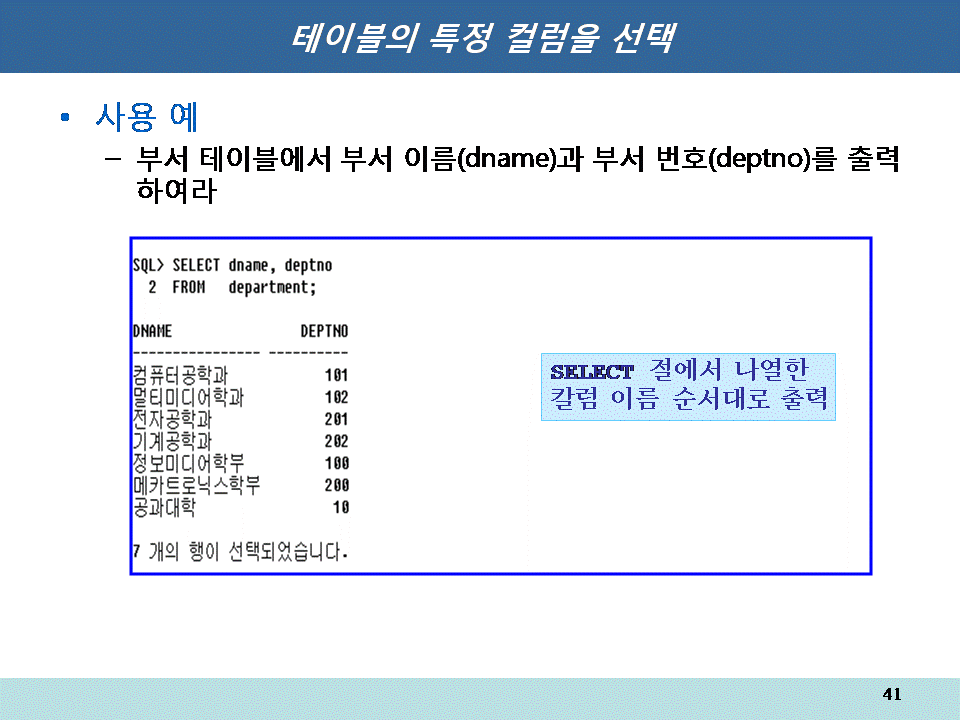 테이블의 특정 컬럼을 선택
• 사용 예
– 부서 테이블에서 부서 이름(dname)과 부서 번호(deptno)를 출력
하여라
SQL> SELECT dname, deptno
2 FROM department;
DNAME DEPTNO
---------------- ----------
컴퓨터공학과 101
멀티미디어학과 102
전자공학과 201
기계공학과 202
정보미디어학부 100
메카트로닉스학부 200
공과대학 10
7 개의 행이 선택되었습니다.
SELECT 절에서 나열한
칼럼 이름 순서대로 출력
41